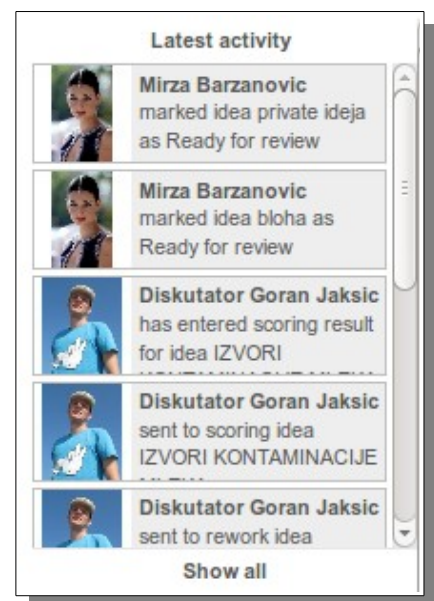 Latest activity
Mirza Barzanovic
marked idea private ideja
as Ready for review
Mirza Barzanovic
marked idea bloha as
Ready for review
Diskutator Goran Jaksic
has entered scoring result
for idea IZVORI
Diskutator Goran Jaksic
sent to scoring idea
IZVORI KONTAMINACIJE
Diskutator Goran Jaksic
sent to rework idea
Show all